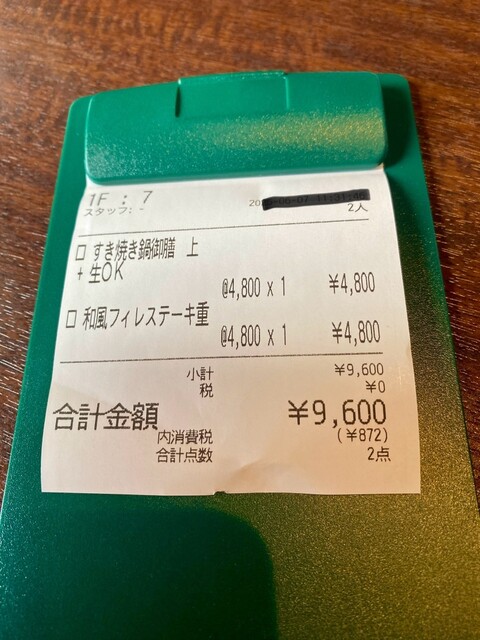 1F : 7
スタッフ: -
2人
□ すき焼き鍋御膳 上
+ 生OK
@4,800 x 1 ¥4,800
□ 和風フィレステーキ重
@4,800 x 1 ¥4,800
小計 ¥9,600
税 ¥0
合計金額 ¥9,600
内消費税 (¥872)
合計点数 2点